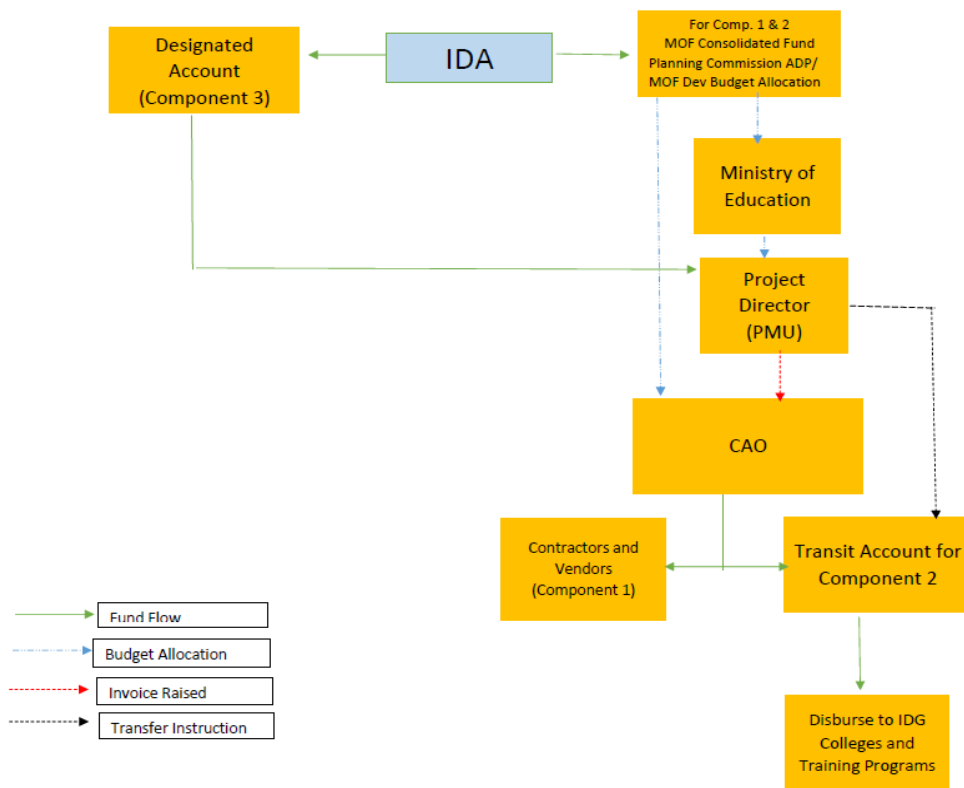 Designated
Account
(Component 3)
IDA
For Comp. 1 & 2
MOF Consolidated Fund
Planning Commission ADP/
MOF Dev Budget Allocation
Ministry of
Education
Project
Director
(PMU)
CAO
Contractors and
Vendors
(Component 1)
Transit Account for
Component 2
Disburse to IDG
Colleges and
Training Programs
Fund Flow
Budget Allocation
Invoice Raised
Transfer Instruction